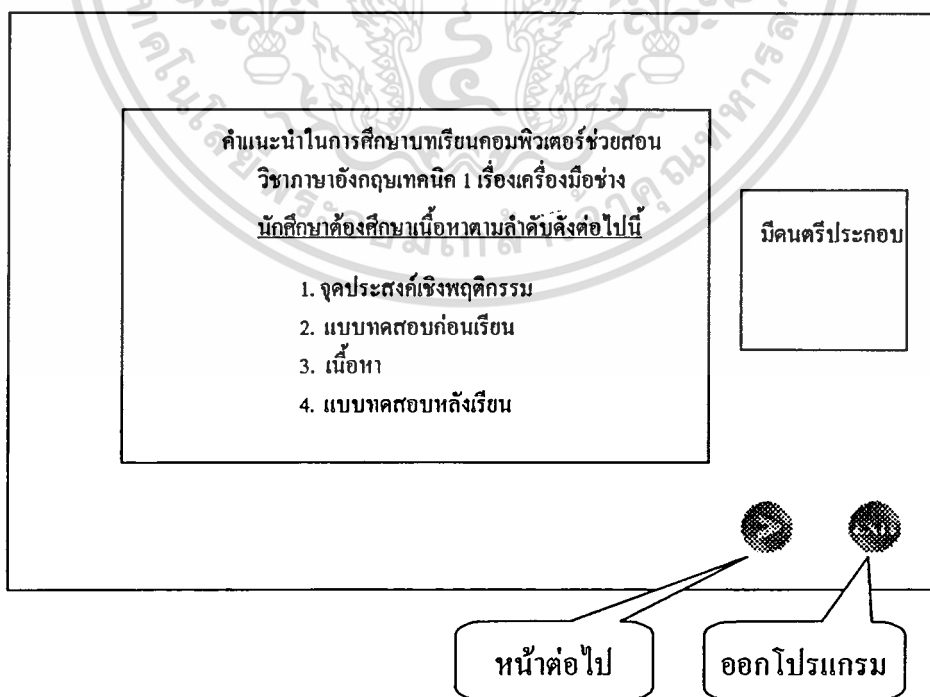 คำแนะนำในการศึกษาบทเรียนคอมพิวเตอร์ช่วยสอน
วิชาภาษาอังกฤษเทคนิค 1 เรื่องเครื่องมือช่าง
นักศึกษาต้องศึกษาเนื้อหาตามลำดับดังต่อไปนี้
1. จุดประสงค์เชิงพฤติกรรม
2. แบบทดสอบก่อนเรียน
3. เนื้อหา
4. แบบทดสอบหลังเรียน
มีดนตรีประกอบ
หน้าต่อไป
ออกโปรแกรม